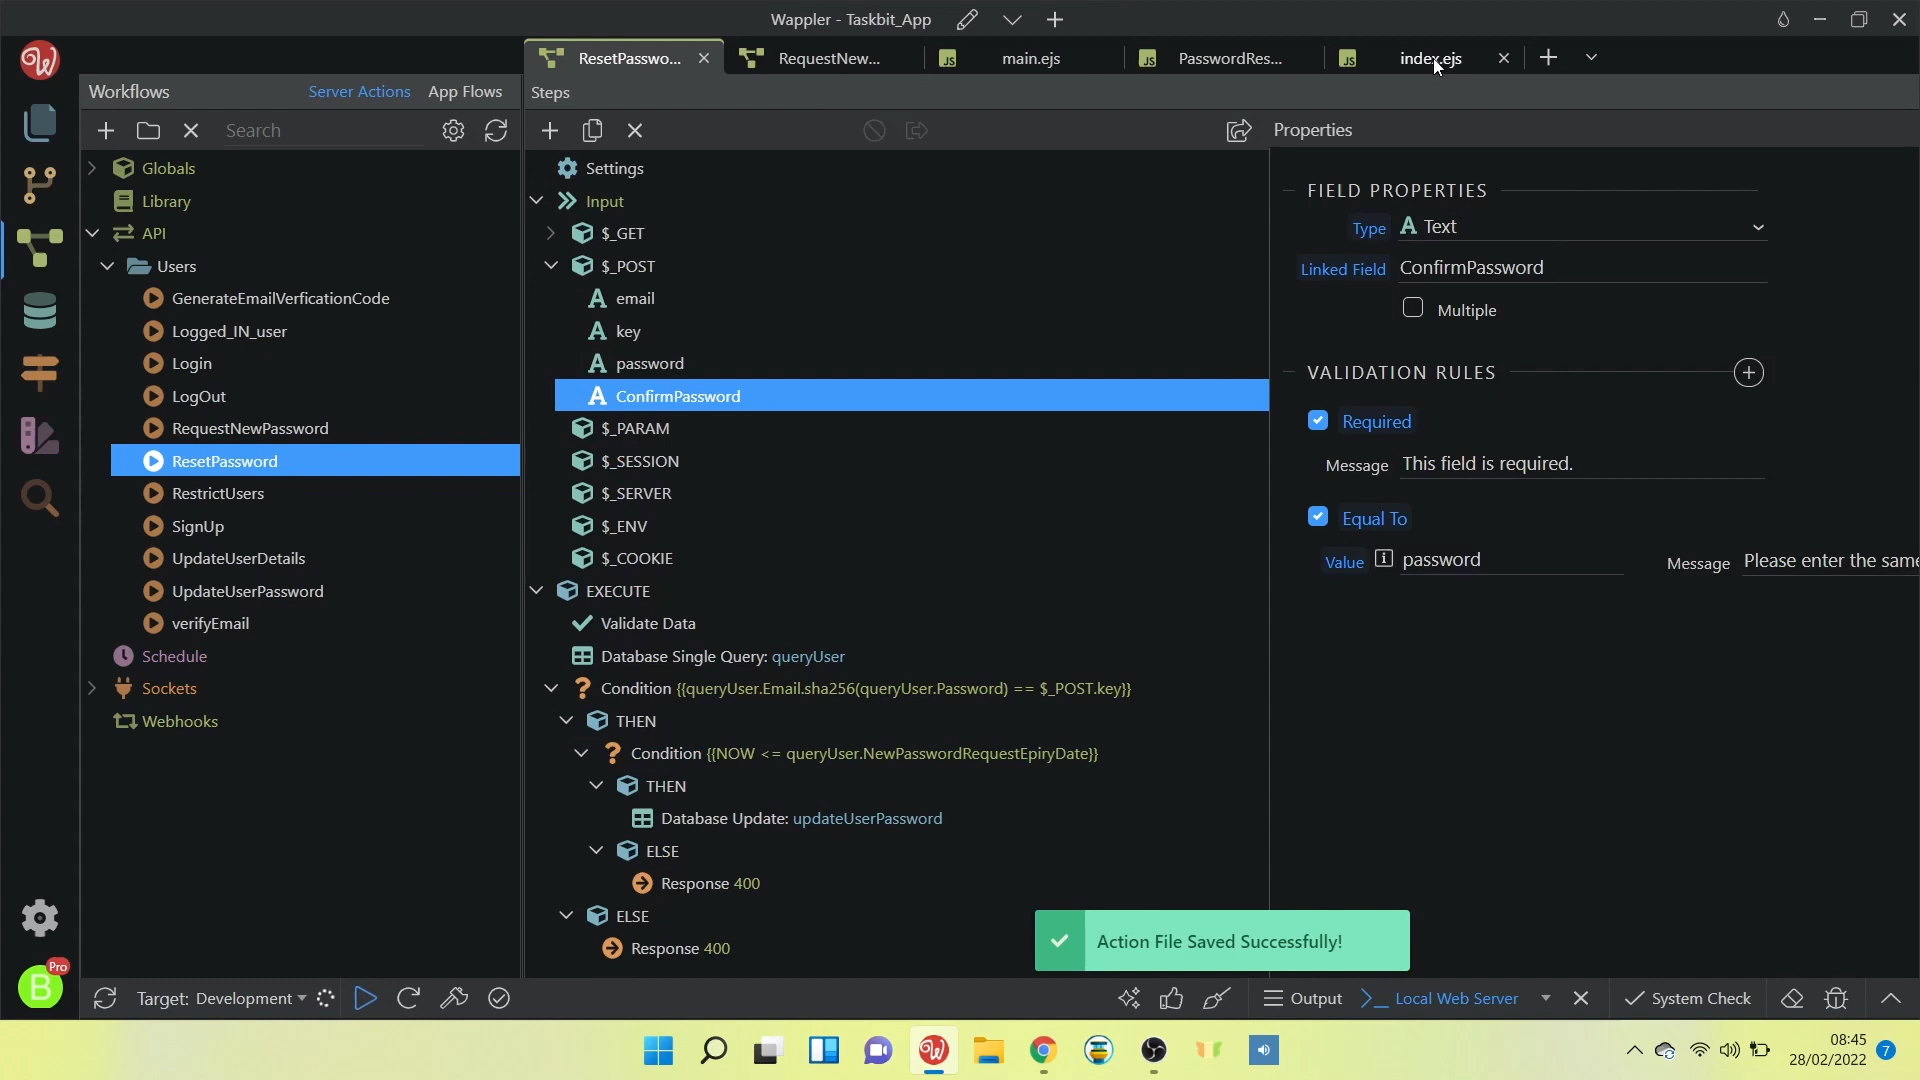 Wappler - Taskbit_App
ResetPasswo...
RequestNew...
JS main.ejs
JS PasswordRes...
JS index.ejs
Workflows
Server Actions
App Flows
Steps
Search
Properties
Globals
Library
API
Users
GenerateEmailVerficationCode
Logged_IN_user
Login
LogOut
RequestNewPassword
ResetPassword
RestrictUsers
SignUp
UpdateUserDetails
UpdateUserPassword
verifyEmail
Schedule
Sockets
Webhooks
Settings
Input
$_GET
$_POST
email
key
password
ConfirmPassword
$_PARAM
$_SESSION
$_SERVER
$_ENV
$_COOKIE
EXECUTE
Validate Data
Database Single Query: queryUser
Condition {{queryUser.Email.sha256(queryUser.Password) == $_POST.key}}
THEN
Condition {{NOW <= queryUser.NewPasswordRequestEpiryDate}}
THEN
Database Update: updateUserPassword
ELSE
Response 400
ELSE
Response 400
FIELD PROPERTIES
Type A Text
Linked Field ConfirmPassword
Multiple
VALIDATION RULES
Required
Message This field is required.
Equal To
Value password
Message Please enter the same
Action File Saved Successfully!
Pro
B
Target: Development
Output
Local Web Server
System Check
08:45
28/02/2022
7